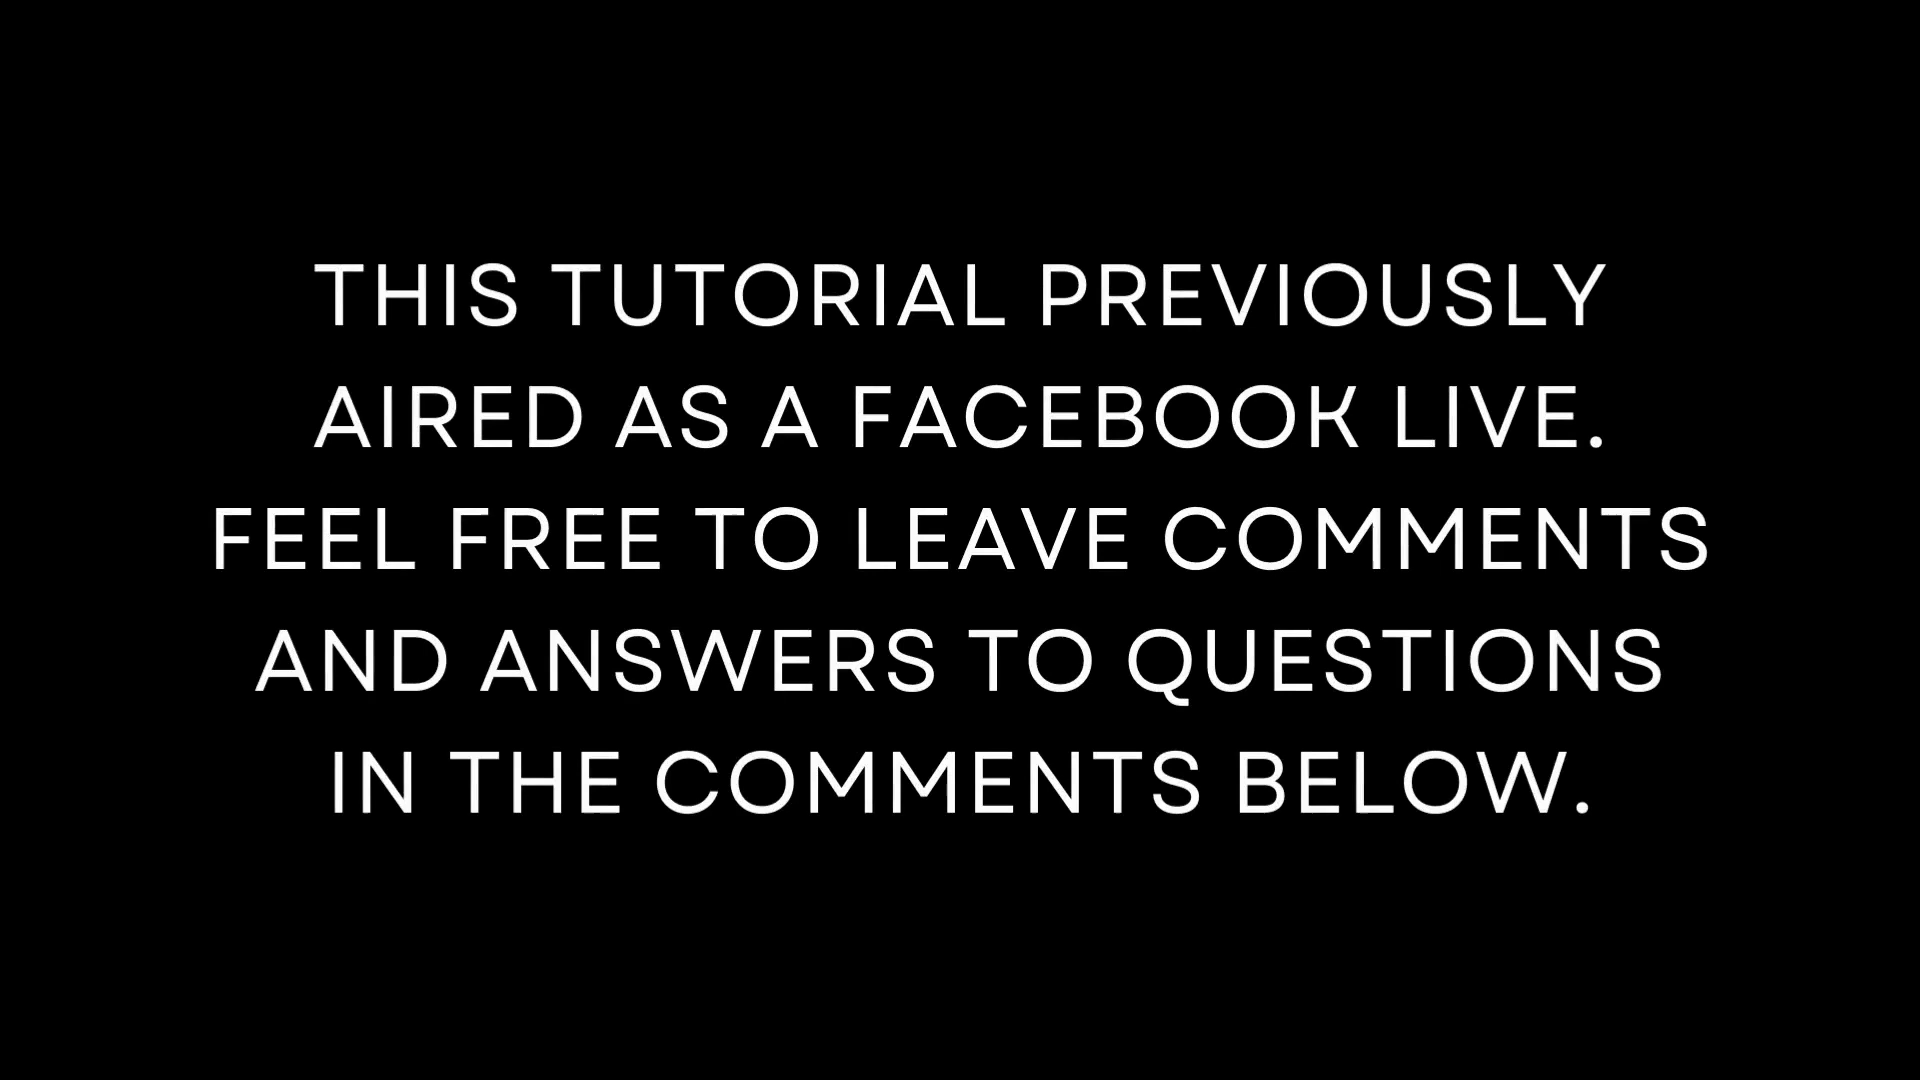 THIS TUTORIAL PREVIOUSLY
AIRED AS A FACEBOOK LIVE.
FEEL FREE TO LEAVE COMMENTS
AND ANSWERS TO QUESTIONS
IN THE COMMENTS BELOW.